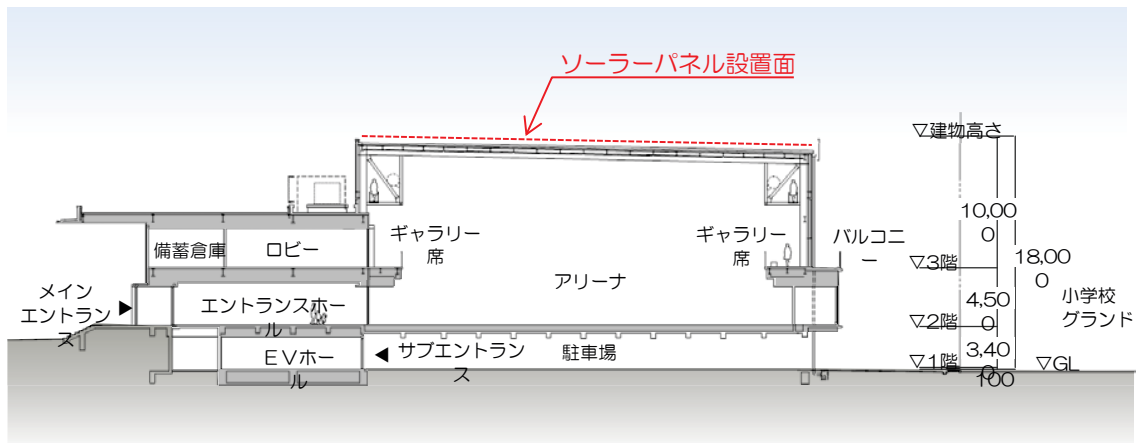 ソーラーパネル設置面
▽建物高さ
10,00
0
18,00
0
備蓄倉庫
ロビー
ギャラリー
席
ギャラリー
席
バルコニ
ー
▽3階
アリーナ
メイン
エントラン
ス
エントランスホー
ル
4,50
0
小学校
グランド
▽2階
EVホー
ル
サブエントラン
ス
駐車場
3,40
0
▽1階
100
▽GL